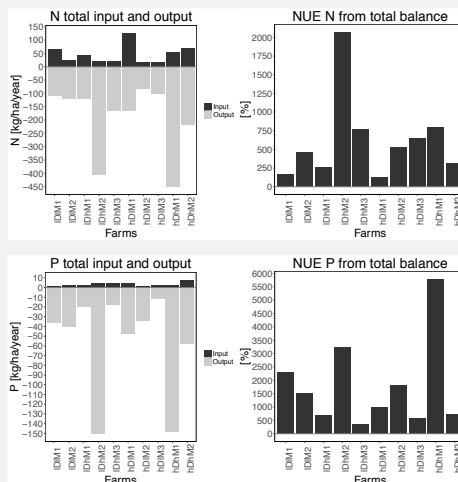 N total input and output
N [kg/ha/year]
100
50
0
−50
−100
−150
−200
−250
−300
−350
−400
−450
lDlM1
lDlM2
lDhM1
lDhM2
lDhM3
hDlM1
hDlM2
hDlM3
hDhM1
hDhM2
Farms
Input
Output
NUE N from total balance
[%]
2000
1750
1500
1250
1000
750
500
250
0
lDlM1
lDlM2
lDhM1
lDhM2
lDhM3
hDlM1
hDlM2
hDlM3
hDhM1
hDhM2
Farms
P total input and output
P [kg/ha/year]
10
0
−10
−20
−30
−40
−50
−60
−70
−80
−90
−100
−110
−120
−130
−140
−150
lDlM1
lDlM2
lDhM1
lDhM2
lDhM3
hDlM1
hDlM2
hDlM3
hDhM1
hDhM2
Farms
Input
Output
NUE P from total balance
[%]
6000
5500
5000
4500
4000
3500
3000
2500
2000
1500
1000
500
0
lDlM1
lDlM2
lDhM1
lDhM2
lDhM3
hDlM1
hDlM2
hDlM3
hDhM1
hDhM2
Farms